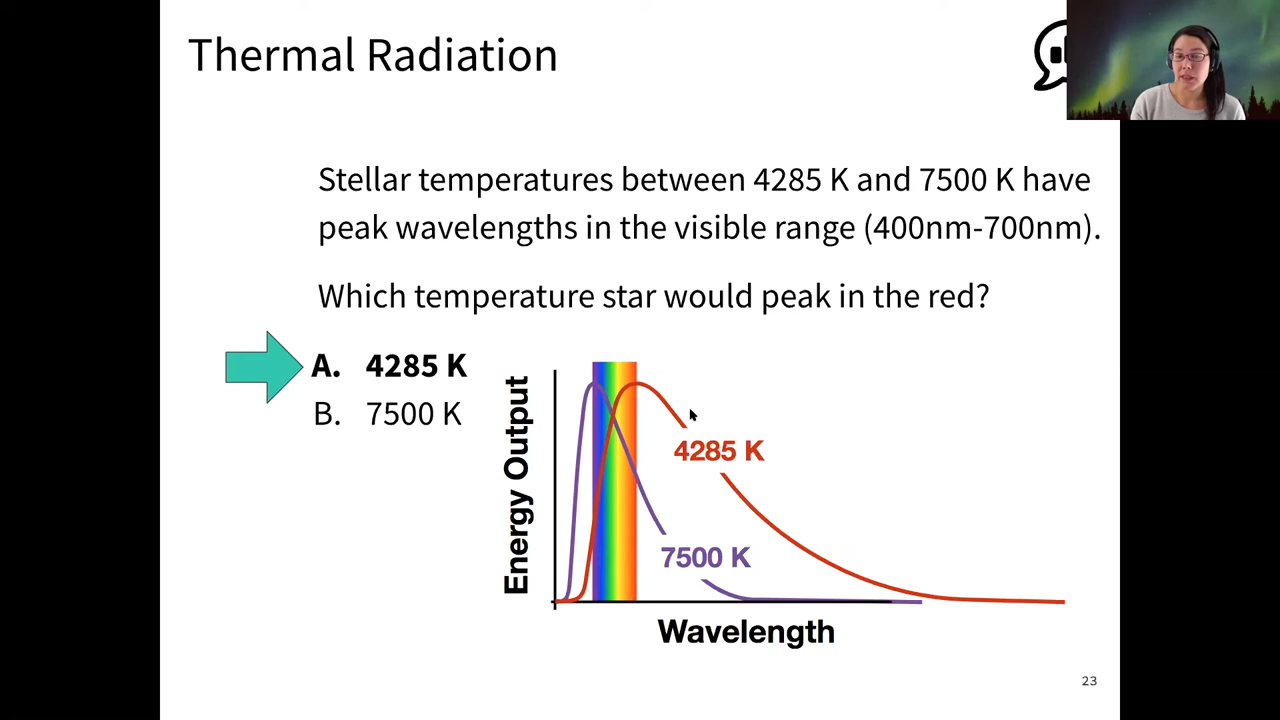 Thermal Radiation
Stellar temperatures between 4285 K and 7500 K have
peak wavelengths in the visible range (400nm-700nm).
Which temperature star would peak in the red?
A. 4285 K
B. 7500 K
Energy Output
4285 K
7500 K
Wavelength
23